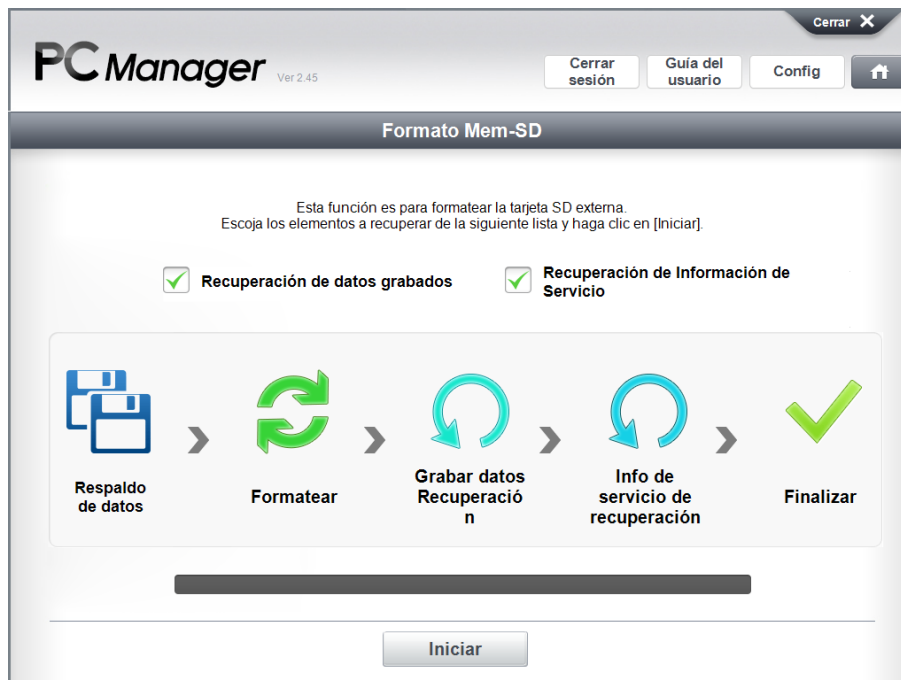 Cerrar
PC Manager Ver 2.45
Cerrar
sesión
Guía del
usuario
Config
Formato Mem-SD
Esta función es para formatear la tarjeta SD externa.
Escoja los elementos a recuperar de la siguiente lista y haga clic en [Iniciar].
Recuperación de datos grabados
Recuperación de Información de
Servicio
Respaldo
de datos
Formatear
Grabar datos
Recuperació
n
Info de
servicio de
recuperación
Finalizar
Iniciar